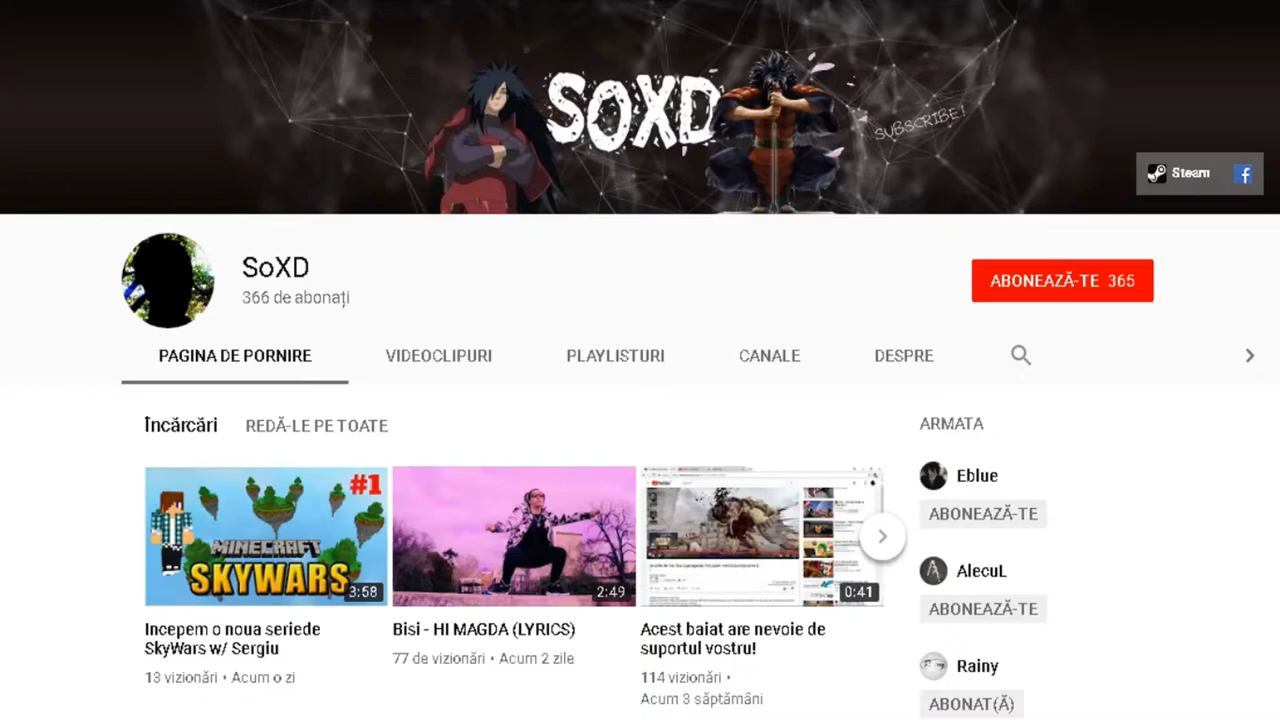 SOXD
SUBSCRIBE!
Steam
SoXD
366 de abonați
ABONEAZĂ-TE 365
PAGINA DE PORNIRE
VIDEOCLIPURI
PLAYLISTURI
CANALE
DESPRE
Încărcări
REDĂ-LE PE TOATE
#1
MINECRAFT
SKYWARS
3:58
2:49
0:41
Incepem o noua seriede
SkyWars w/ Sergiu
13 vizionări • Acum o zi
Bisi - HI MAGDA (LYRICS)
77 de vizionări • Acum 2 zile
Acest baiat are nevoie de
suportul vostru!
114 vizionări •
Acum 3 săptămâni
ARMATA
Eblue
ABONEAZĂ-TE
AlecuL
ABONEAZĂ-TE
Rainy
ABONAT(Ă)